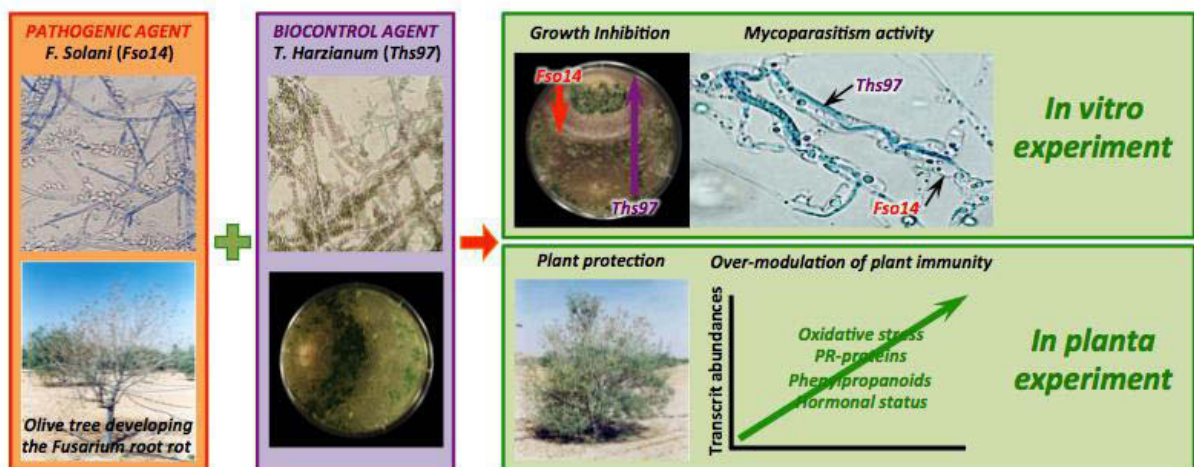 PATHOGENIC AGENT
F. Solani (Fso14)
Olive tree developing
the Fusarium root rot
BIOCONTROL AGENT
T. Harzianum (Ths97)
Growth Inhibition
Mycoparasitism activity
Fso14
Ths97
Ths97
Fso14
In vitro
experiment
Plant protection
Over-modulation of plant immunity
Transcrit abundances
Oxidative stress
PR-proteins
Phenylpropanoids
Hormonal status
In planta
experiment